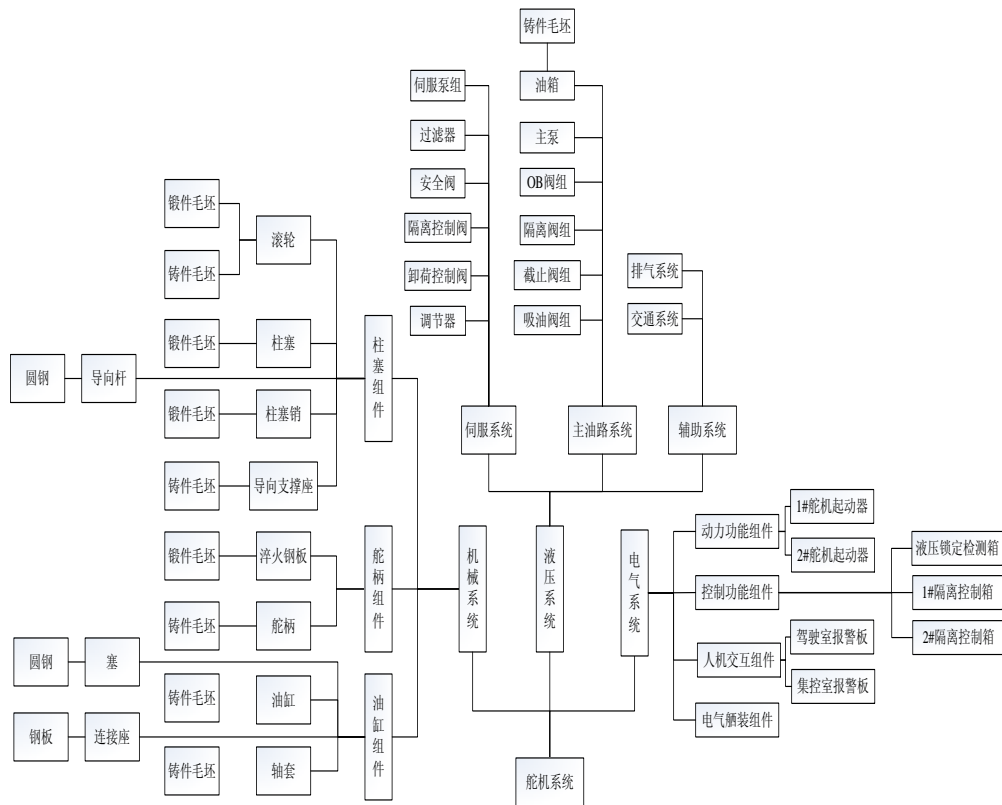 铸件毛坯
伺服泵组
油箱
过滤器
主泵
安全阀
OB阀组
锻件毛坯
隔离控制阀
隔离阀组
滚轮
铸件毛坯
卸荷控制阀
截止阀组
排气系统
调节器
吸油阀组
交通系统
锻件毛坯
柱塞
柱塞组件
圆钢
导向杆
锻件毛坯
柱塞销
伺服系统
主油路系统
辅助系统
铸件毛坯
导向支撑座
1#舵机起动器
动力功能组件
2#舵机起动器
液压锁定检测箱
锻件毛坯
淬火钢板
舵柄组件
机械系统
液压系统
电气系统
控制功能组件
1#隔离控制箱
铸件毛坯
舵柄
2#隔离控制箱
驾驶室报警板
人机交互组件
集控室报警板
圆钢
塞
铸件毛坯
油缸
油缸组件
电气舾装组件
钢板
连接座
铸件毛坯
轴套
舵机系统